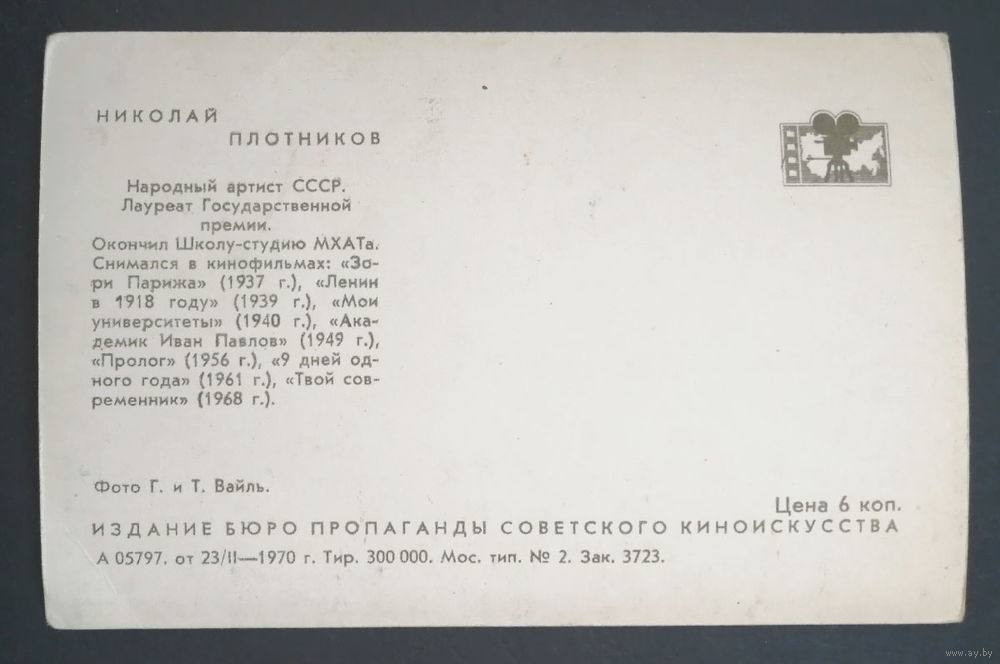 НИКОЛАЙ
ПЛОТНИКОВ
Народный артист СССР.
Лауреат Государственной
премии.
Окончил Школу-студию МХАТа.
Снимался в кинофильмах: «Зо-
ри Парижа» (1937 г.), «Ленин
в 1918 году» (1939 г.), «Мои
университеты» (1940 г.), «Ака-
демик Иван Павлов» (1949 г.),
«Пролог» (1956 г.), «9 дней од-
ного года» (1961 г.), «Твой сов-
ременник» (1968 г.).
Фото Г. и Т. Вайль.
Цена 6 коп.
ИЗДАНИЕ БЮРО ПРОПАГАНДЫ СОВЕТСКОГО КИНОИСКУССТВА
А 05797. от 23/II—1970 г. Тир. 300 000. Мос. тип. № 2. Зак. 3723.
www.ay.by